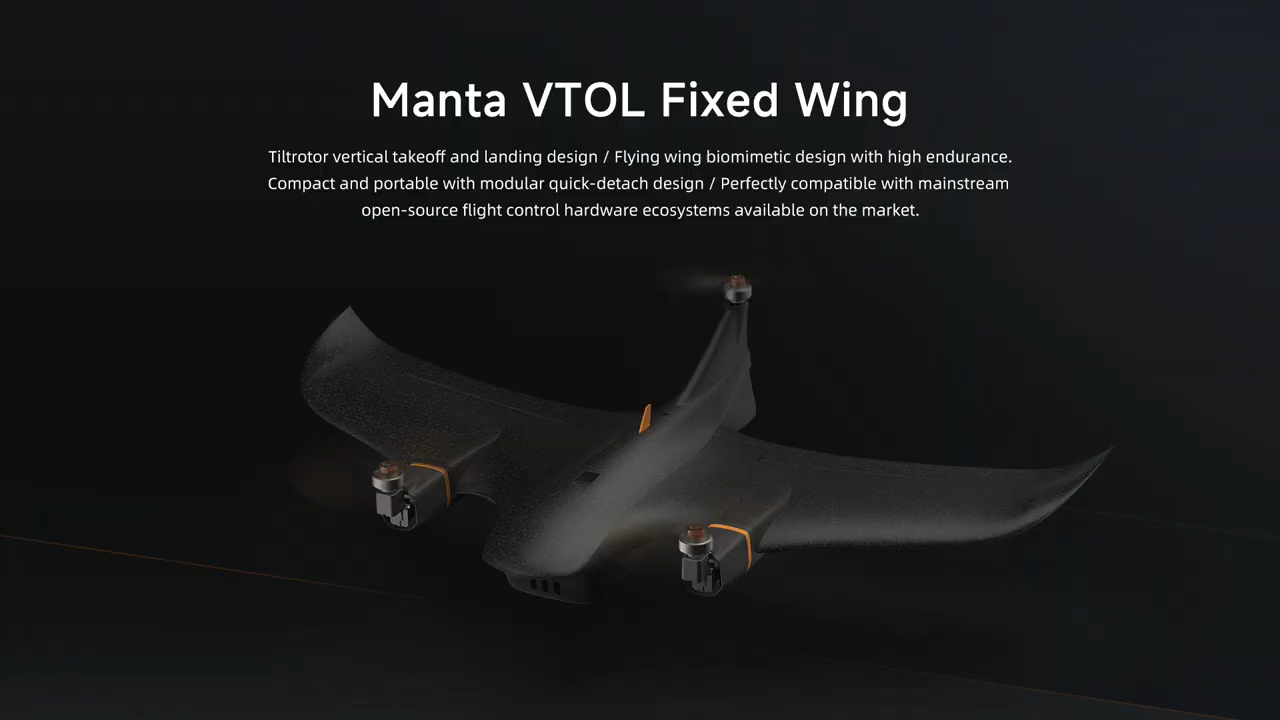 Manta VTOL Fixed Wing
Tiltrotor vertical takeoff and landing design / Flying wing biomimetic design with high endurance.
Compact and portable with modular quick-detach design / Perfectly compatible with mainstream
open-source flight control hardware ecosystems available on the market.